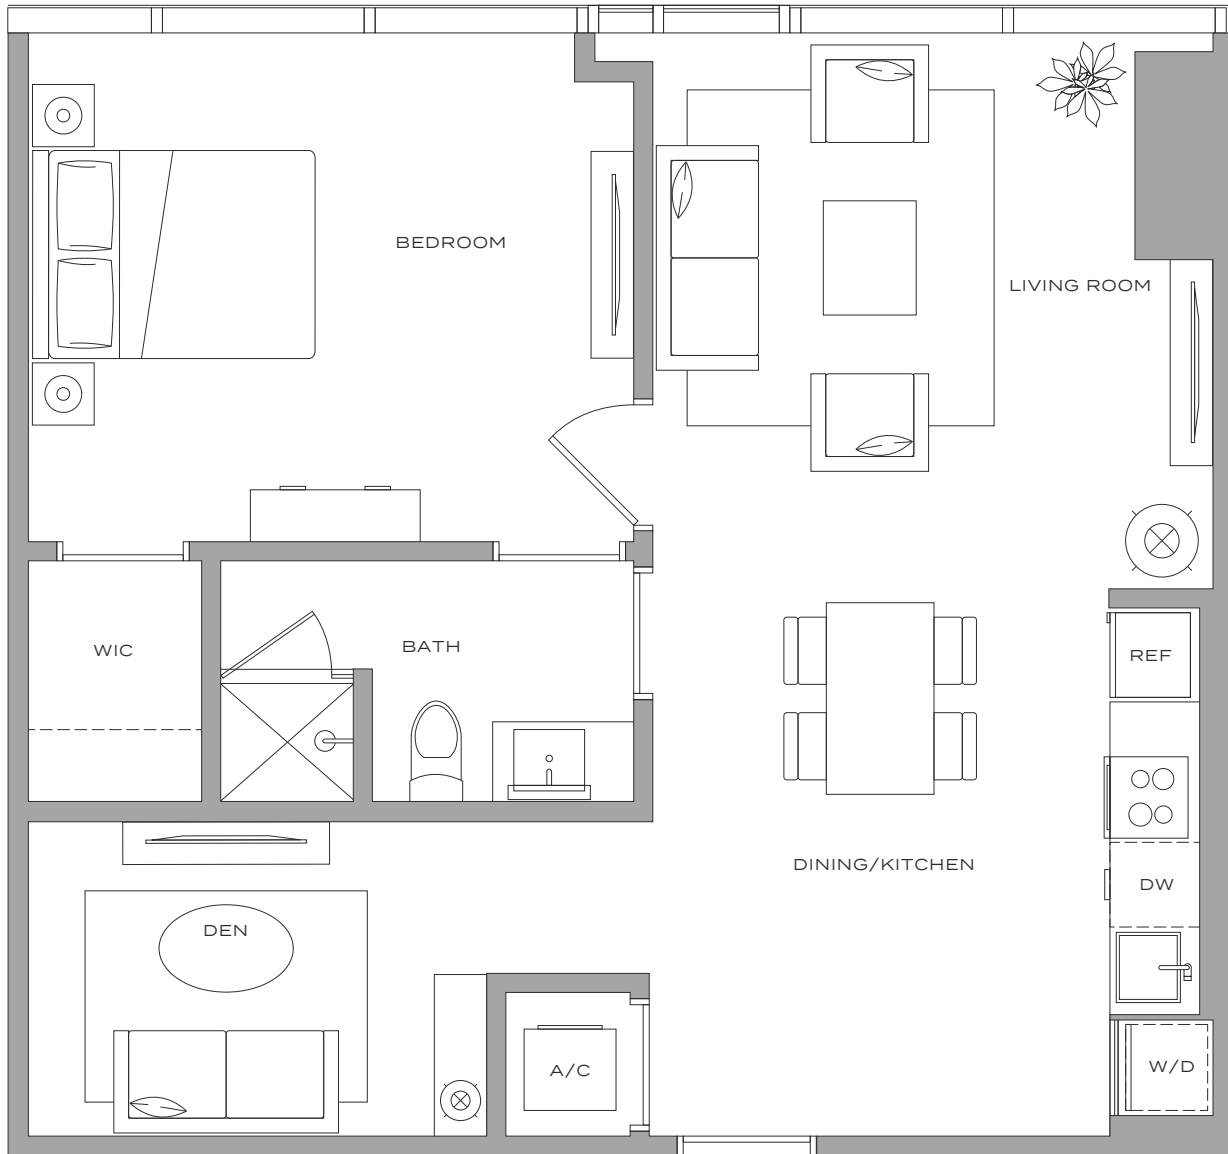 BEDROOM
LIVING ROOM
WIC
BATH
REF
DINING/KITCHEN
DW
DEN
A/C
W/D